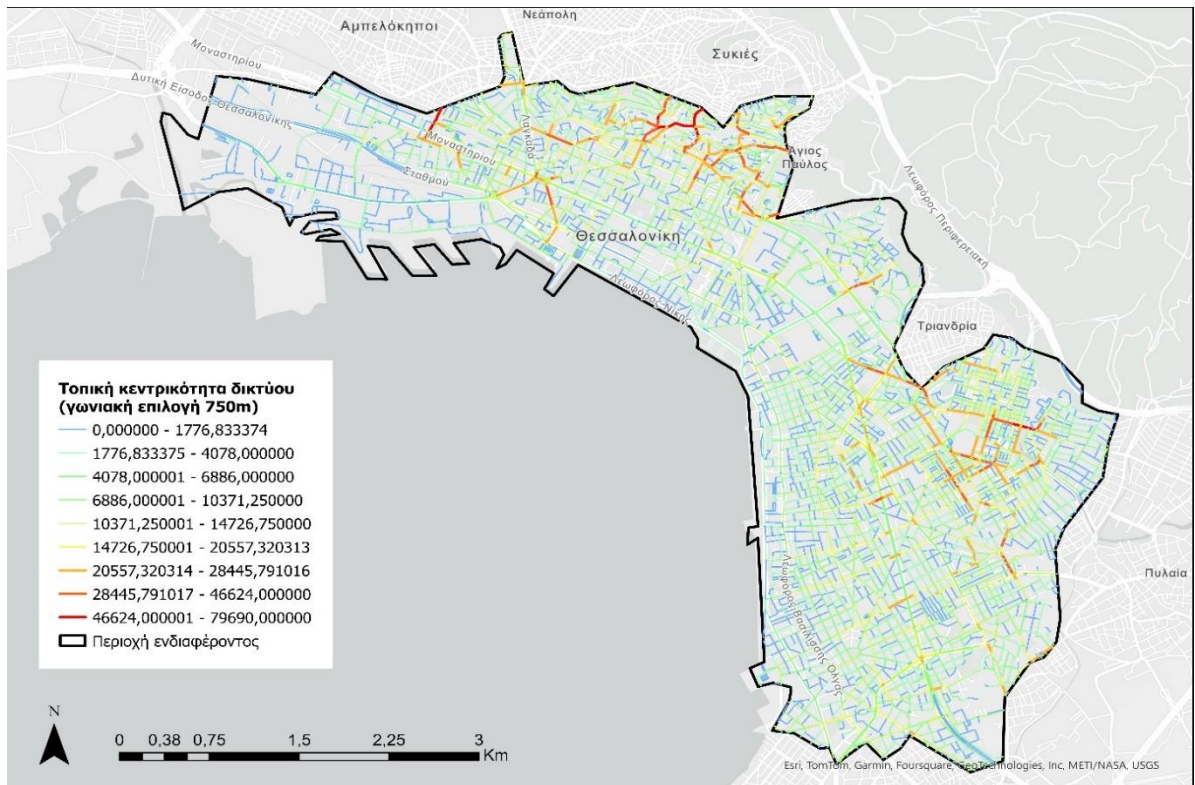 Νεάπολη
Αμπελόκηποι
Συκιές
Μοναστηρίου
Δυτική Είσοδος Θεσσαλονίκης
Λαγκαδά
Μοναστηρίου
Σταθμού
Άγιος
Παύλος
Λεωφόρος Περιφερειακή
Θεσσαλονίκη
Λεωφόρος Νίκης
Τριανδρία
Πυλαία
Λεωφόρος Βασιλίσσης Όλγας
Τοπική κεντρικότητα δικτύου
(γωνιακή επιλογή 750m)
0,000000 - 1776,833374
1776,833375 - 4078,000000
4078,000001 - 6886,000000
6886,000001 - 10371,250000
10371,250001 - 14726,750000
14726,750001 - 20557,320313
20557,320314 - 28445,791016
28445,791017 - 46624,000000
46624,000001 - 79690,000000
Περιοχή ενδιαφέροντος
N
0 0,38 0,75 1,5 2,25 3
Km
Esri, TomTom, Garmin, Foursquare, GeoTechnologies, Inc, METI/NASA, USGS